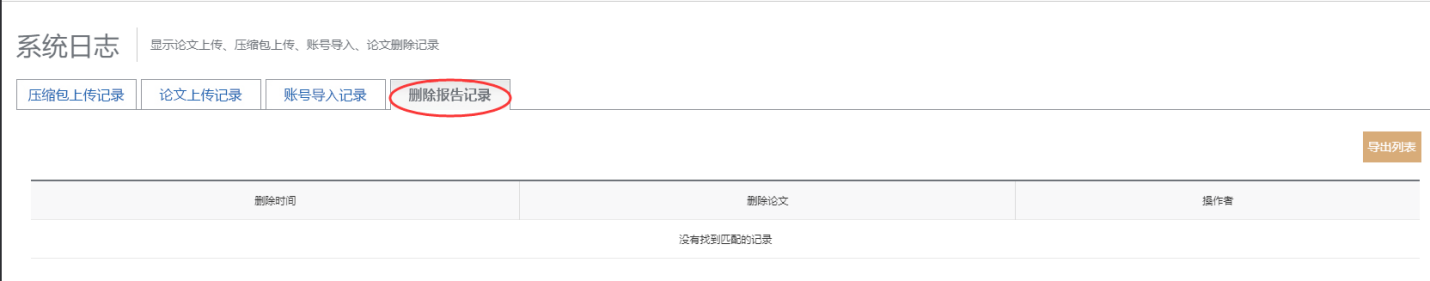 系统日志 显示论文上传、压缩包上传、账号导入、论文删除记录
压缩包上传记录 论文上传记录 账号导入记录 删除报告记录
导出列表
删除时间 删除论文 操作者
没有找到匹配的记录